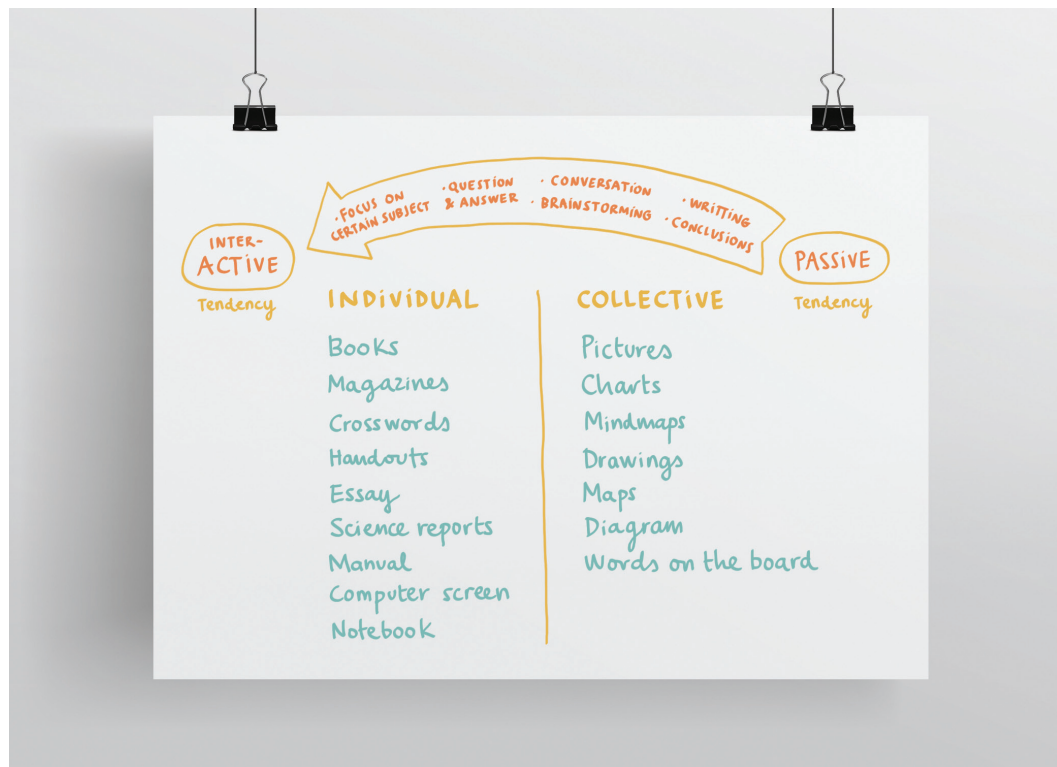 · FOCUS ON
CERTAIN SUBJECT
· QUESTION
& ANSWER
· CONVERSATION
· BRAINSTORMING
· WRITTING
· CONCLUSIONS
INTER-
ACTIVE
Tendency
PASSIVE
Tendency
INDIVIDUAL
Books
Magazines
Crosswords
Handouts
Essay
Science reports
Manual
Computer screen
Notebook
COLLECTIVE
Pictures
Charts
Mindmaps
Drawings
Maps
Diagram
Words on the board